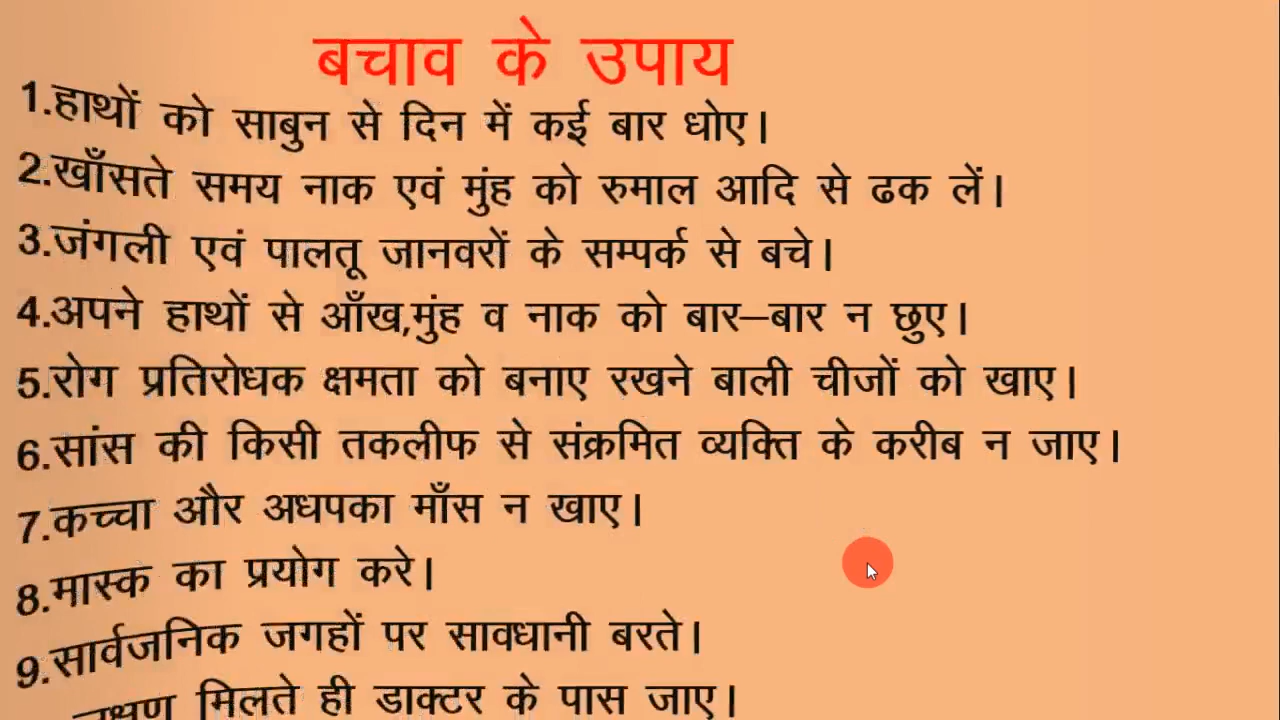 बचाव के उपाय
1.हाथों को साबुन से दिन में कई बार धोए।
2.खाँसते समय नाक एवं मुंह को रुमाल आदि से ढक लें।
3.जंगली एवं पालतू जानवरों के सम्पर्क से बचे।
4.अपने हाथों से आँख,मुंह व नाक को बार–बार न छुए।
5.रोग प्रतिरोधक क्षमता को बनाए रखने बाली चीजों को खाए।
6.सांस की किसी तकलीफ से संक्रमित व्यक्ति के करीब न जाए।
7.कच्चा और अधपका माँस न खाए।
8.मास्क का प्रयोग करे।
9.सार्वजनिक जगहों पर सावधानी बरते।
मिलते ही डाक्टर के पास जाए।